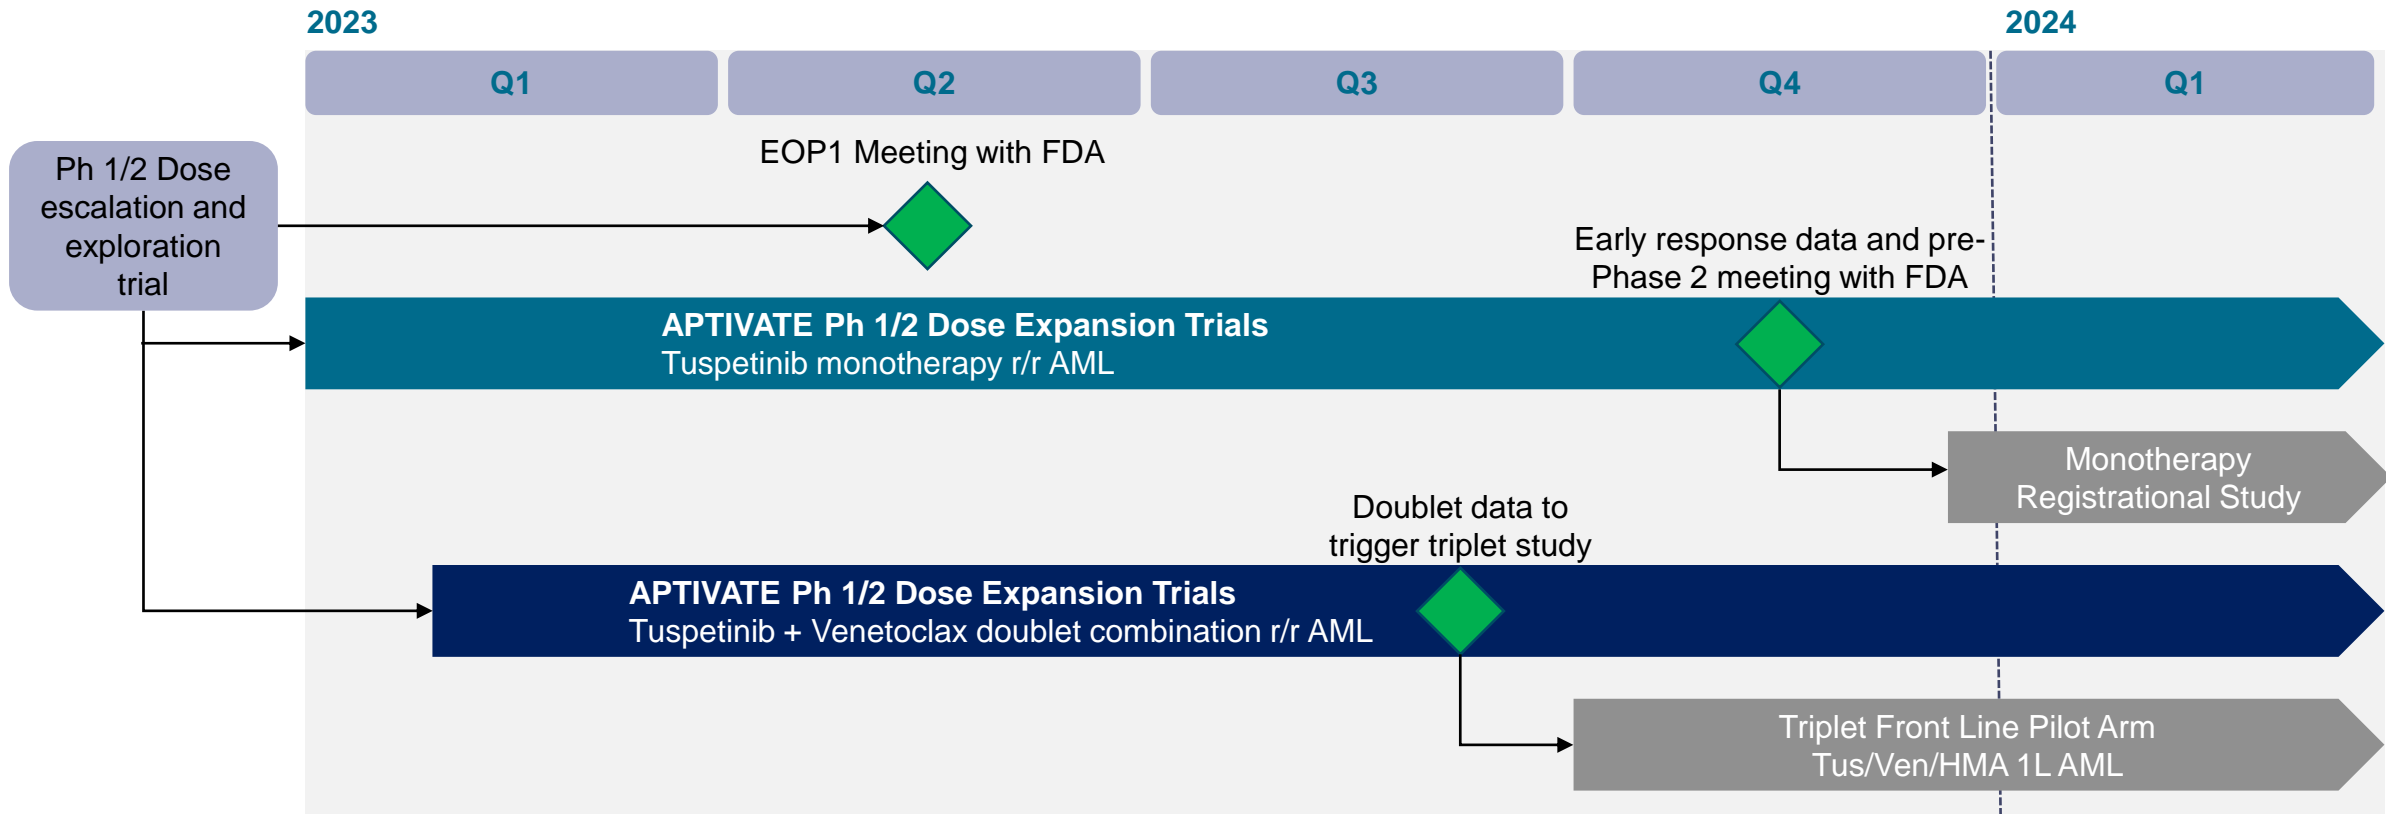 2023
2024
Q1
Q2
Q3
Q4
Q1
Ph 1/2 Dose
escalation and
exploration
trial
EOP1 Meeting with FDA
Early response data and pre-
Phase 2 meeting with FDA
APTIVATE Ph 1/2 Dose Expansion Trials
Tuspetinib monotherapy r/r AML
Monotherapy
Registrational Study
Doublet data to
trigger triplet study
APTIVATE Ph 1/2 Dose Expansion Trials
Tuspetinib + Venetoclax doublet combination r/r AML
Triplet Front Line Pilot Arm
Tus/Ven/HMA 1L AML